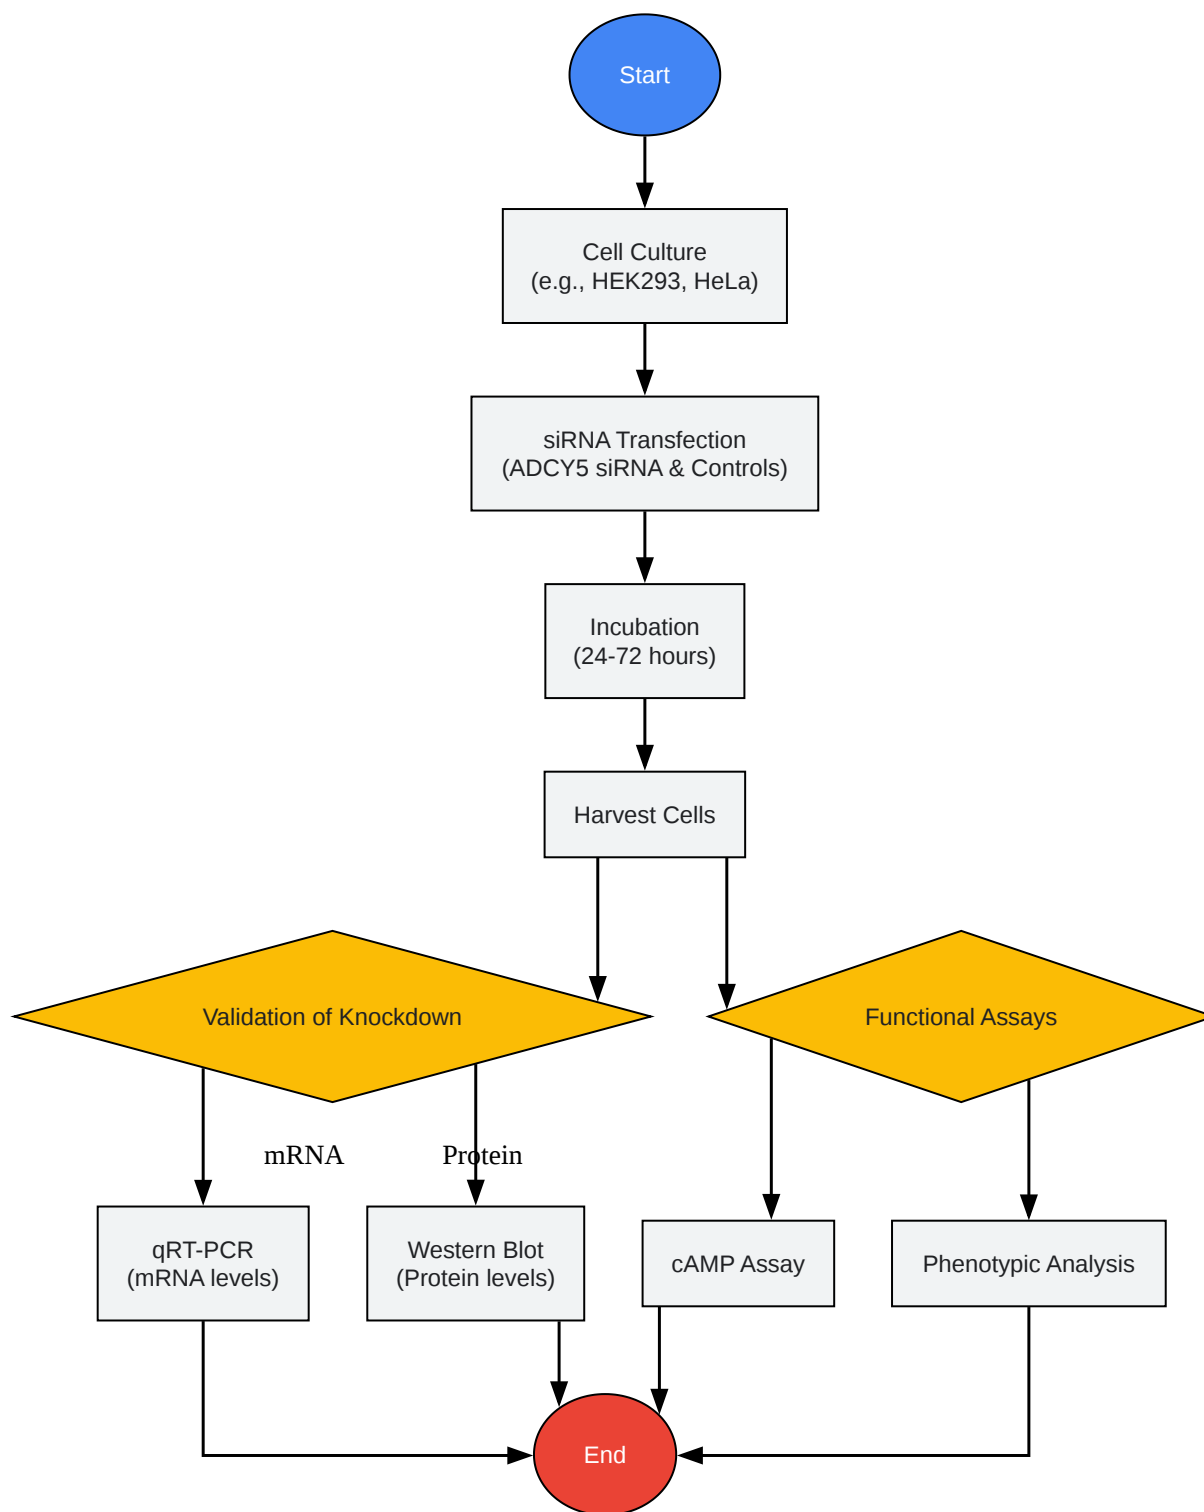 Start
Cell Culture
(e.g., HEK293, HeLa)
siRNA Transfection
(ADCY5 siRNA & Controls)
Incubation
(24-72 hours)
Harvest Cells
Validation of Knockdown
Functional Assays
mRNA
Protein
qRT-PCR
(mRNA levels)
Western Blot
(Protein levels)
cAMP Assay
Phenotypic Analysis
End